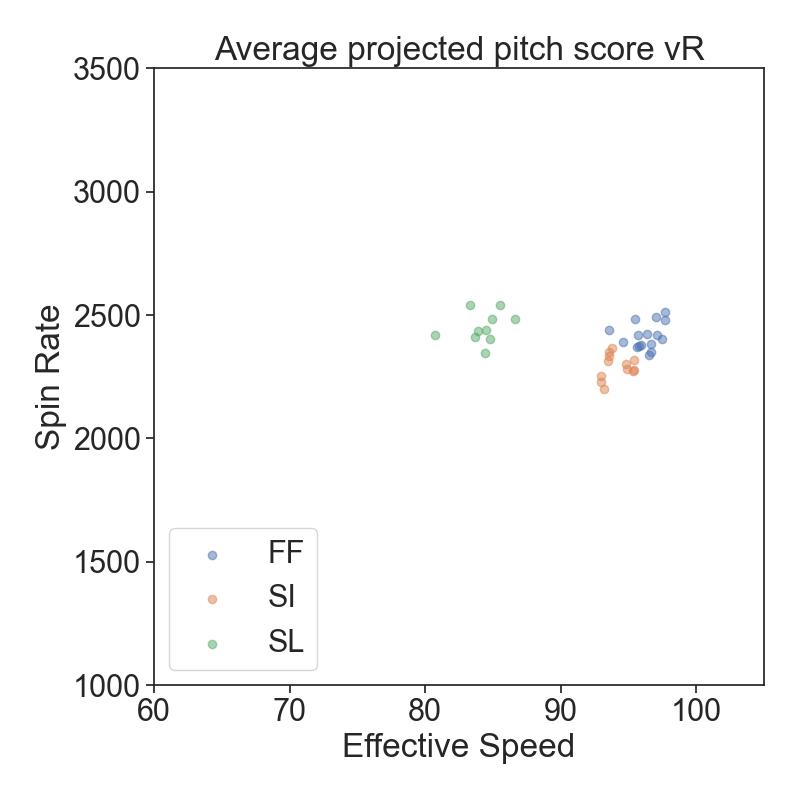 Average projected pitch score vR
3500
3000
2500
2000
1500
1000
Spin Rate
FF
SI
SL
60 70 80 90 100
Effective Speed